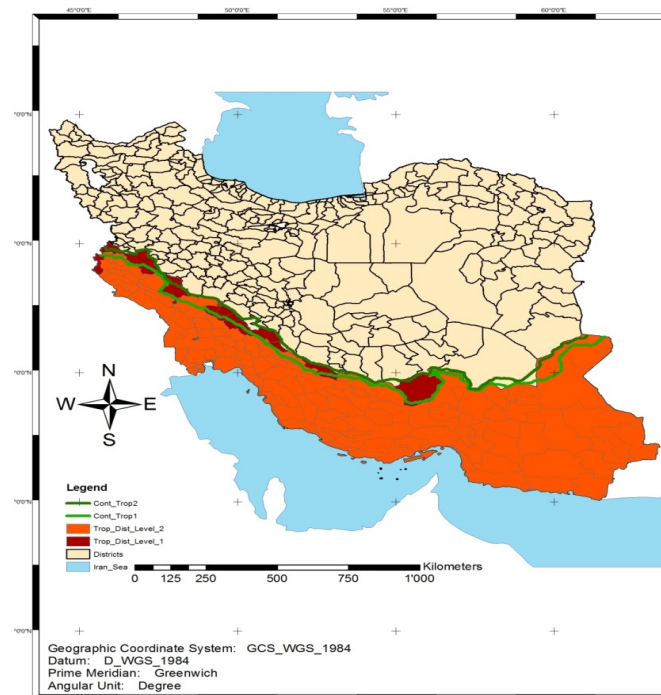 45°0'0"E 50°0'0"E 55°0'0"E 60°0'0"E
°0'0"N
°0'0"N
°0'0"N
N
W E
S
Legend
Cont_Trop2
Cont_Trop1
Trop_Dist_Level_2
Trop_Dist_Level_1
Districts
Iran_Sea
Kilometers
0 125 250 500 750 1'000
°0'0"N
°0'0"N
Geographic Coordinate System: GCS_WGS_1984
Datum: D_WGS_1984
Prime Meridian: Greenwich
Angular Unit: Degree